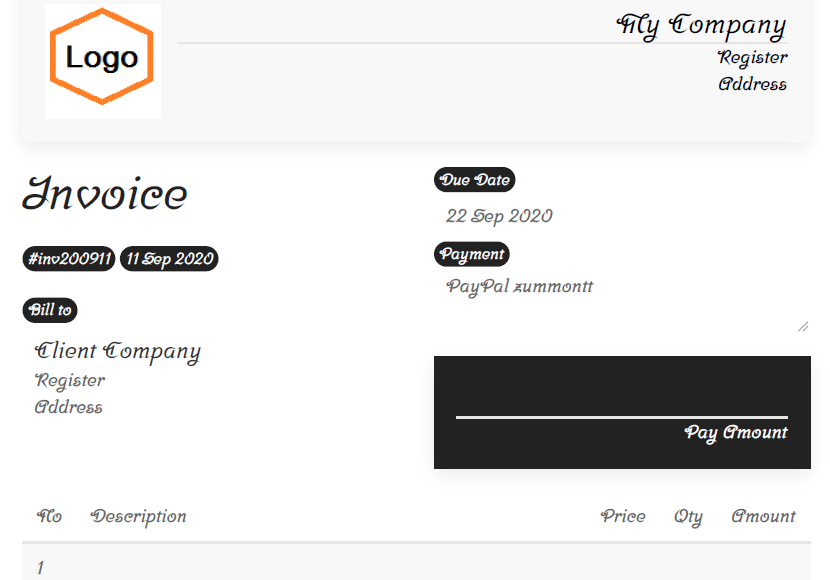 Logo
My Company
Register
Address
Invoice
#inv200911 11 Sep 2020
Bill to
Client Company
Register
Address
Due Date
22 Sep 2020
Payment
PayPal zummontt
Pay Amount
No Description Price Qty Amount
1